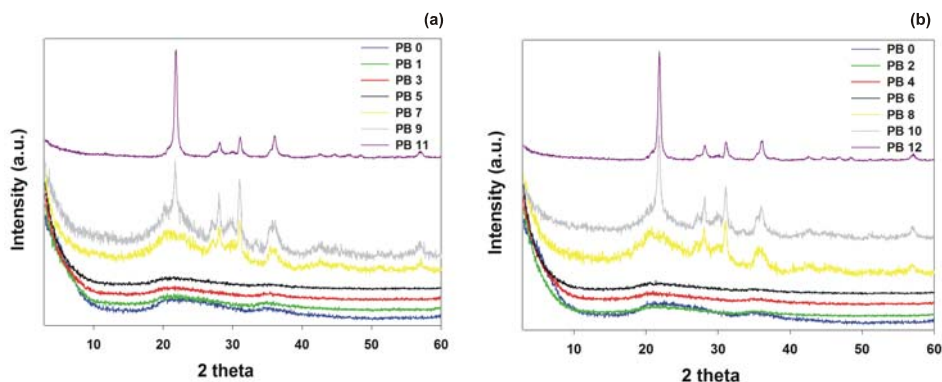 (a)
PB 0
PB 1
PB 3
PB 5
PB 7
PB 9
PB 11
Intensity (a.u.)
10 20 30 40 50 60
2 theta
(b)
PB 0
PB 2
PB 4
PB 6
PB 8
PB 10
PB 12
Intensity (a.u.)
10 20 30 40 50 60
2 theta